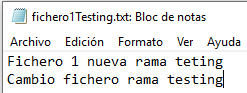 fichero1Testing.txt: Bloc de notas
Archivo Edición Formato Ver Ayuda
Fichero 1 nueva rama teting
Cambio fichero rama testing